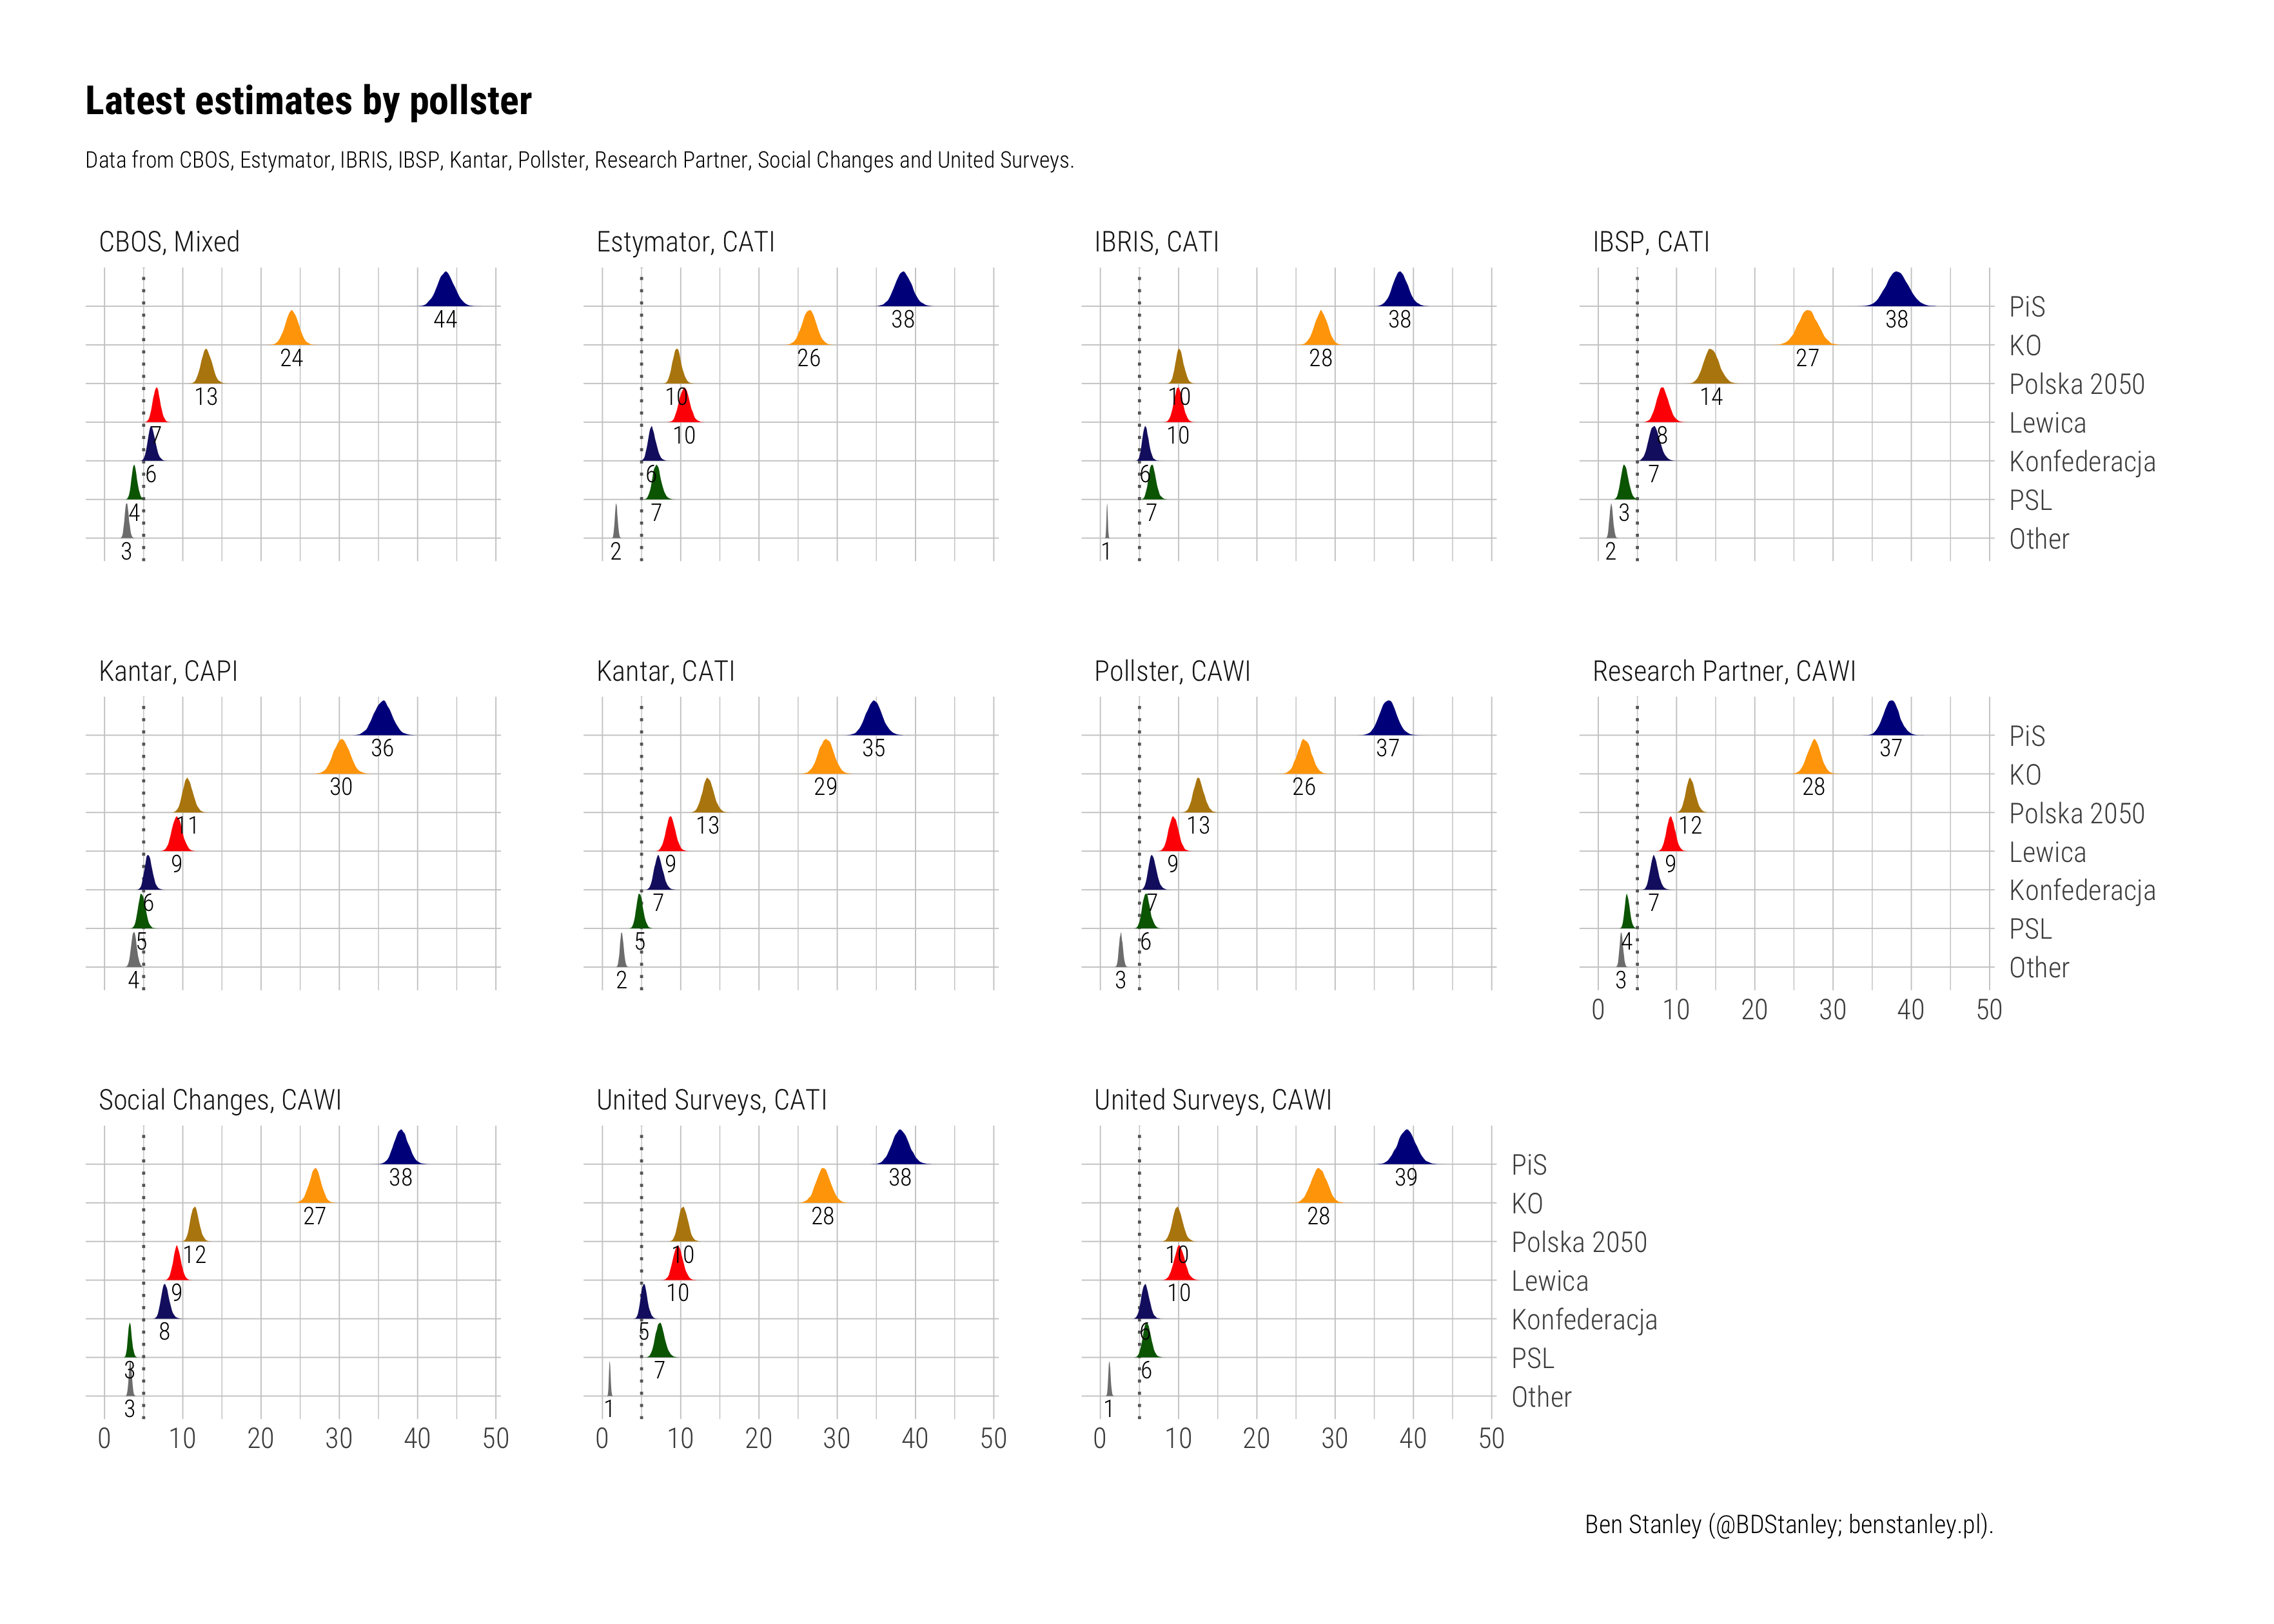 Latest estimates by pollster
Data from CBOS, Estymator, IBRIS, IBSP, Kantar, Pollster, Research Partner, Social Changes and United Surveys.
CBOS, Mixed
44
24
13
7
6
4
3
Estymator, CATI
38
26
10
10
6
7
2
IBRIS, CATI
38
28
10
10
6
7
1
IBSP, CATI
38
27
14
8
7
3
2
PiS
KO
Polska 2050
Lewica
Konfederacja
PSL
Other
Kantar, CAPI
36
30
11
9
6
5
4
Kantar, CATI
35
29
13
9
7
5
2
Pollster, CAWI
37
26
13
9
7
6
3
Research Partner, CAWI
37
28
12
9
7
4
3
PiS
KO
Polska 2050
Lewica
Konfederacja
PSL
Other
0 10 20 30 40 50
Social Changes, CAWI
38
27
12
9
8
3
3
0 10 20 30 40 50
United Surveys, CATI
38
28
10
10
5
7
1
0 10 20 30 40 50
United Surveys, CAWI
39
28
10
10
6
6
1
PiS
KO
Polska 2050
Lewica
Konfederacja
PSL
Other
0 10 20 30 40 50
Ben Stanley (@BDStanley; benstanley.pl).